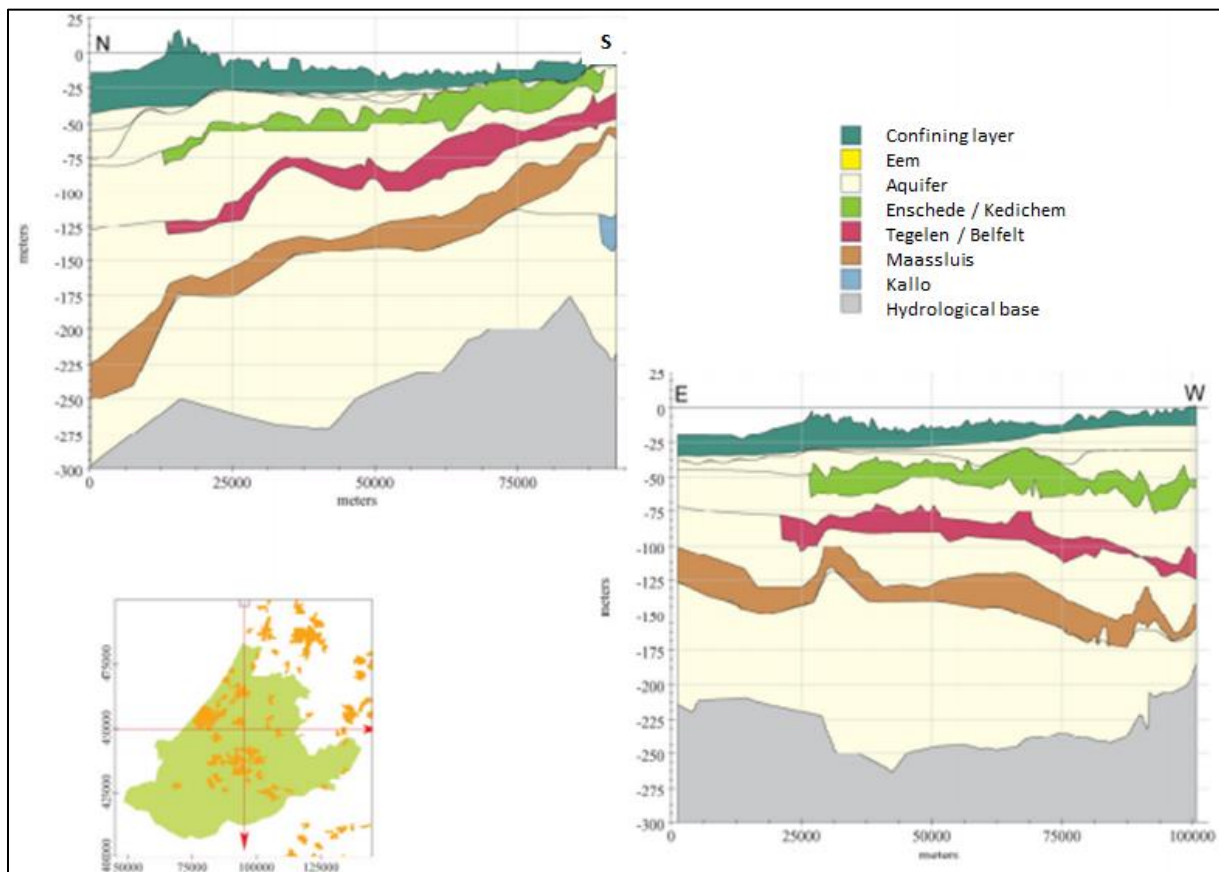 25
N
S
0
-25
-50
-75
-100
-125
-150
-175
-200
-225
-250
-275
-300
meters
0
25000
50000
75000
meters
Confining layer
Eem
Aquifer
Enschede / Kedichem
Tegelen / Belfelt
Maassluis
Kallo
Hydrological base
25
E
W
0
-25
-50
-75
-100
-125
-150
-175
-200
-225
-250
-275
-300
meters
0
25000
50000
75000
100000
meters
475000
450000
425000
400000
50000
75000
100000
125000